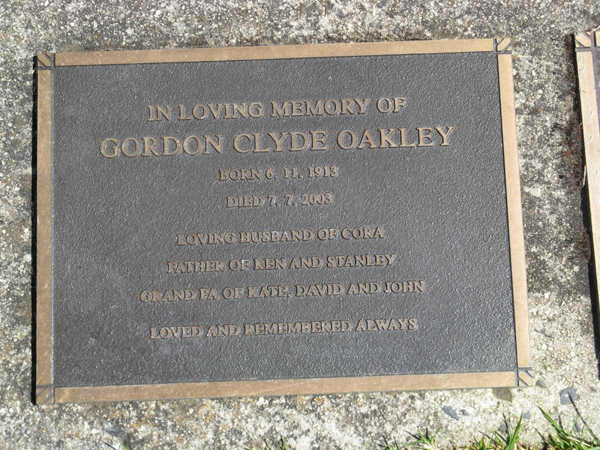 IN LOVING MEMORY OF
GORDON CLYDE OAKLEY
BORN 6. 11. 1913
DIED 7. 7. 2003
LOVING HUSBAND OF CORA
FATHER OF KEN AND STANLEY
GRAND PA OF KATE, DAVID AND JOHN
LOVED AND REMEMBERED ALWAYS